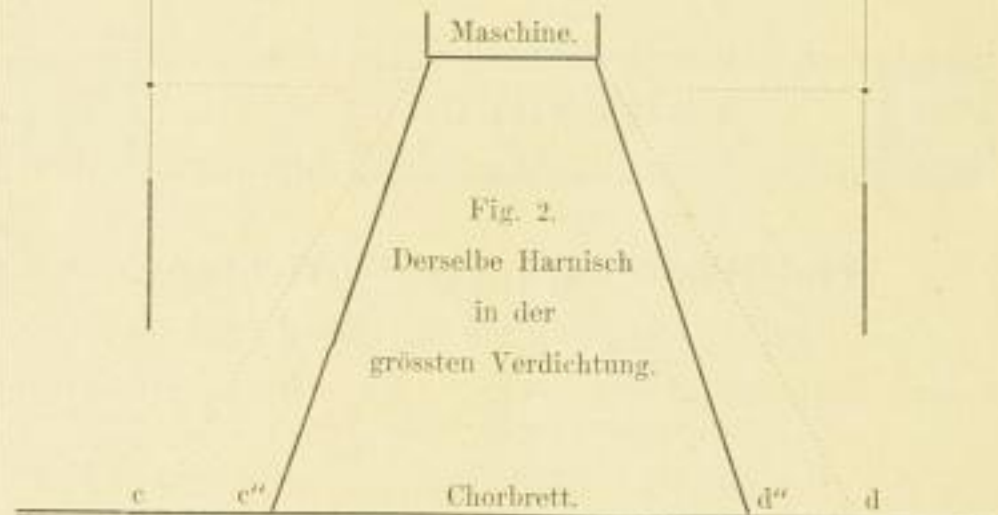 Maschine.
Fig. 2.
Derselbe Harnisch
in der
grössten Verdichtung.
c c“ Chorbrett. d“ d